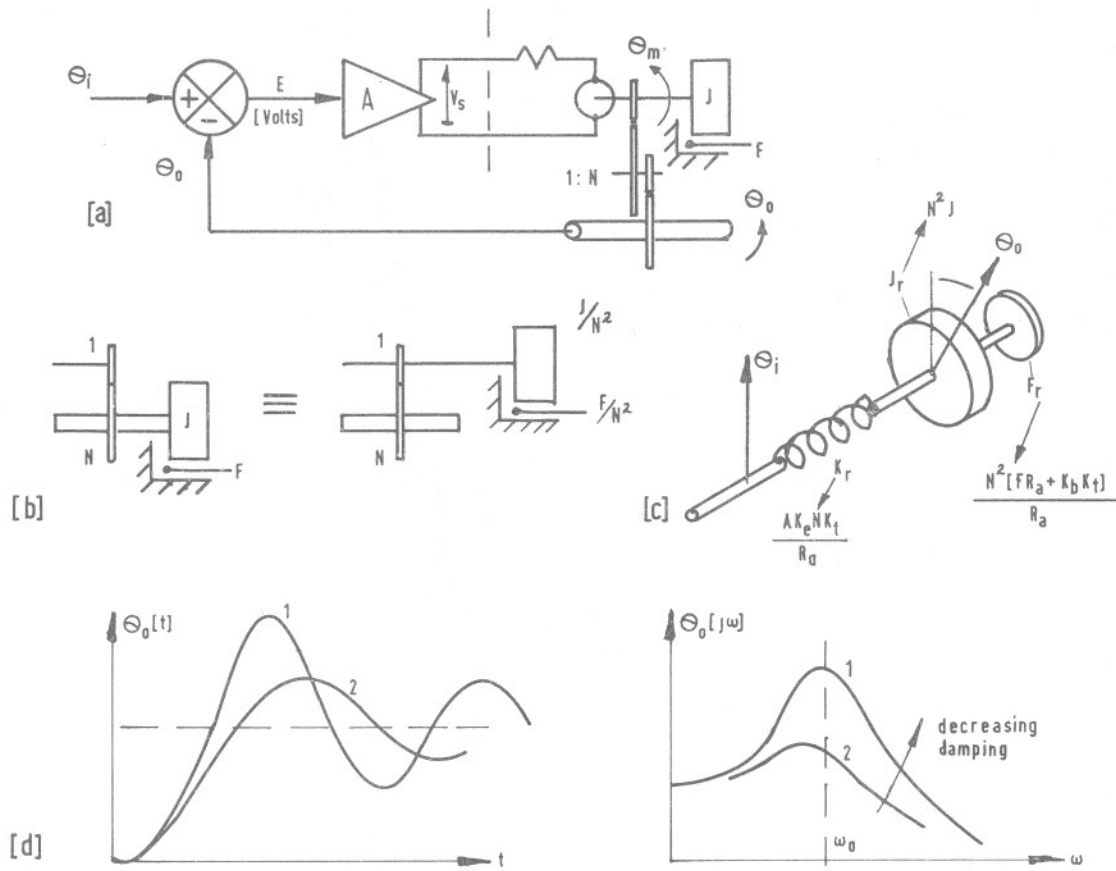 Θi
+
-
E
[Volts]
A
Vs
Θm
J
F
Θo
1: N
Θo
[a]
1
N
J
F
≡
J/N²
1
N
F/N²
[b]
N² J
Θo
Jr
Θi
Fr
Kr
N² [FRa + KbKt]
Ra
AKeNKt
Ra
[c]
Θo[t]
1
2
t
Θo[jω]
1
2
decreasing
damping
ωo
ω
[d]